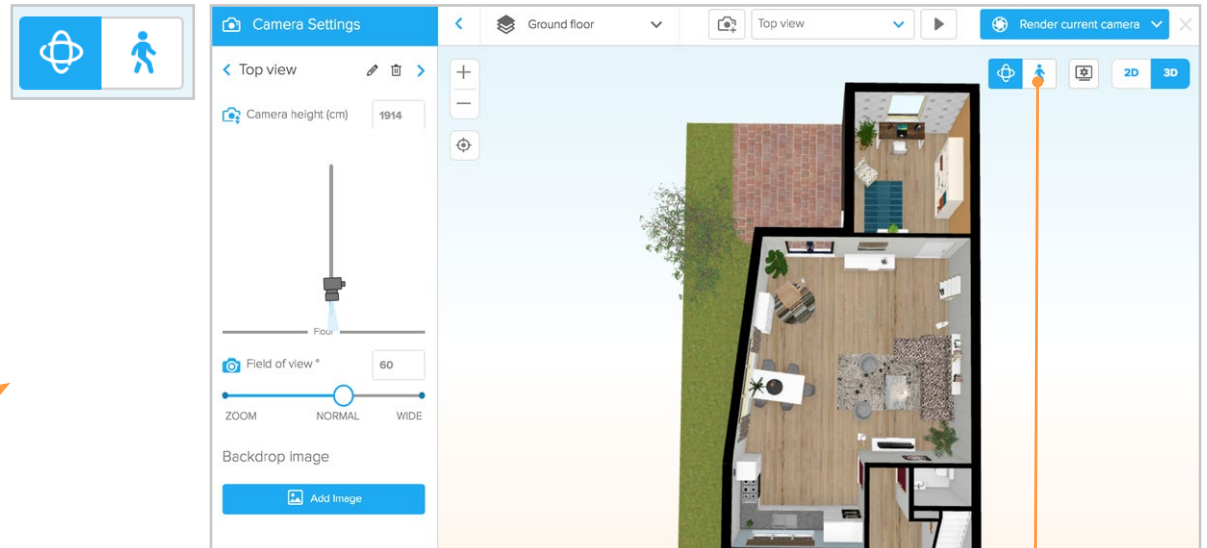 Camera Settings
Ground floor
Top view
Render current camera
Top view
2D
3D
Camera height (cm)
1914
Floor
Field of view °
60
ZOOM
NORMAL
WIDE
Backdrop image
Add Image